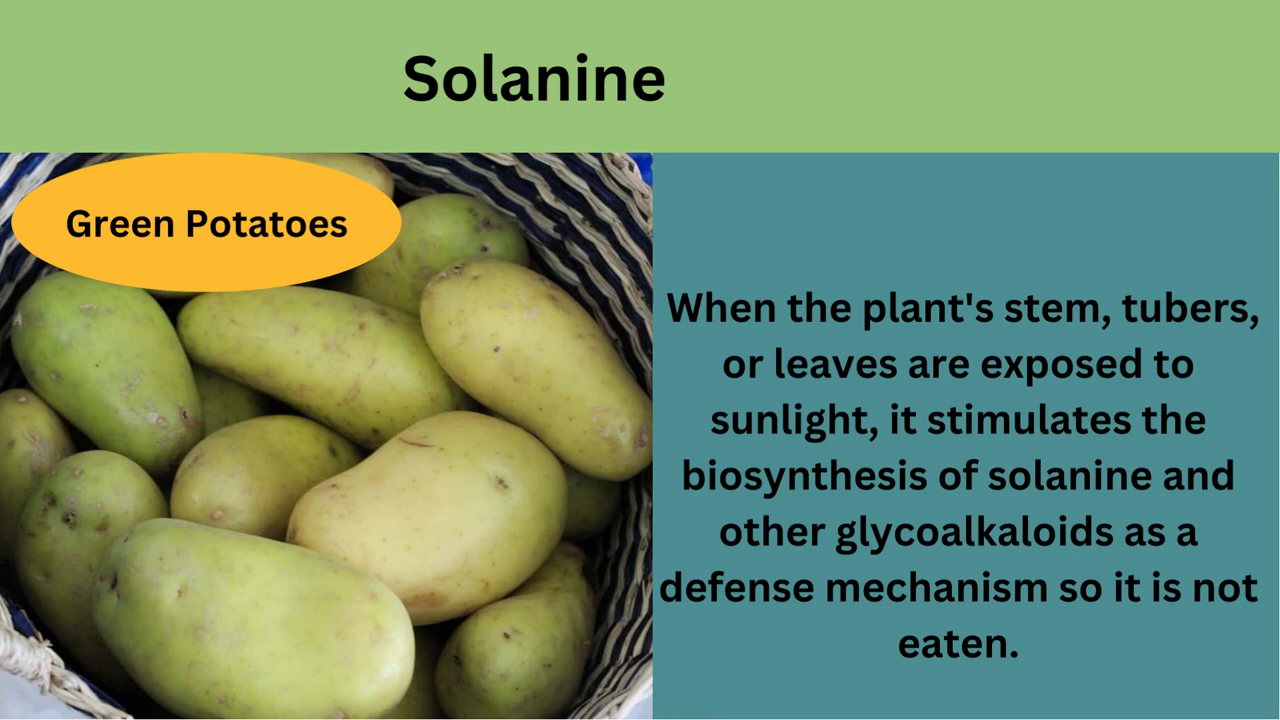 Solanine
Green Potatoes
When the plant's stem, tubers,
or leaves are exposed to
sunlight, it stimulates the
biosynthesis of solanine and
other glycoalkaloids as a
defense mechanism so it is not
eaten.